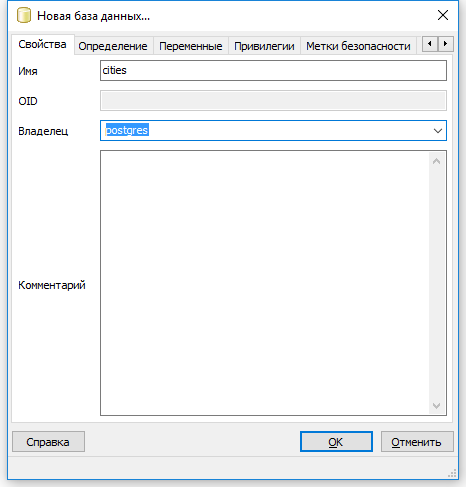 Новая база данных...
Свойства Определение Переменные Привилегии Метки безопасности
Имя cities
OID
Владелец postgres
Комментарий
Справка OK Отменить